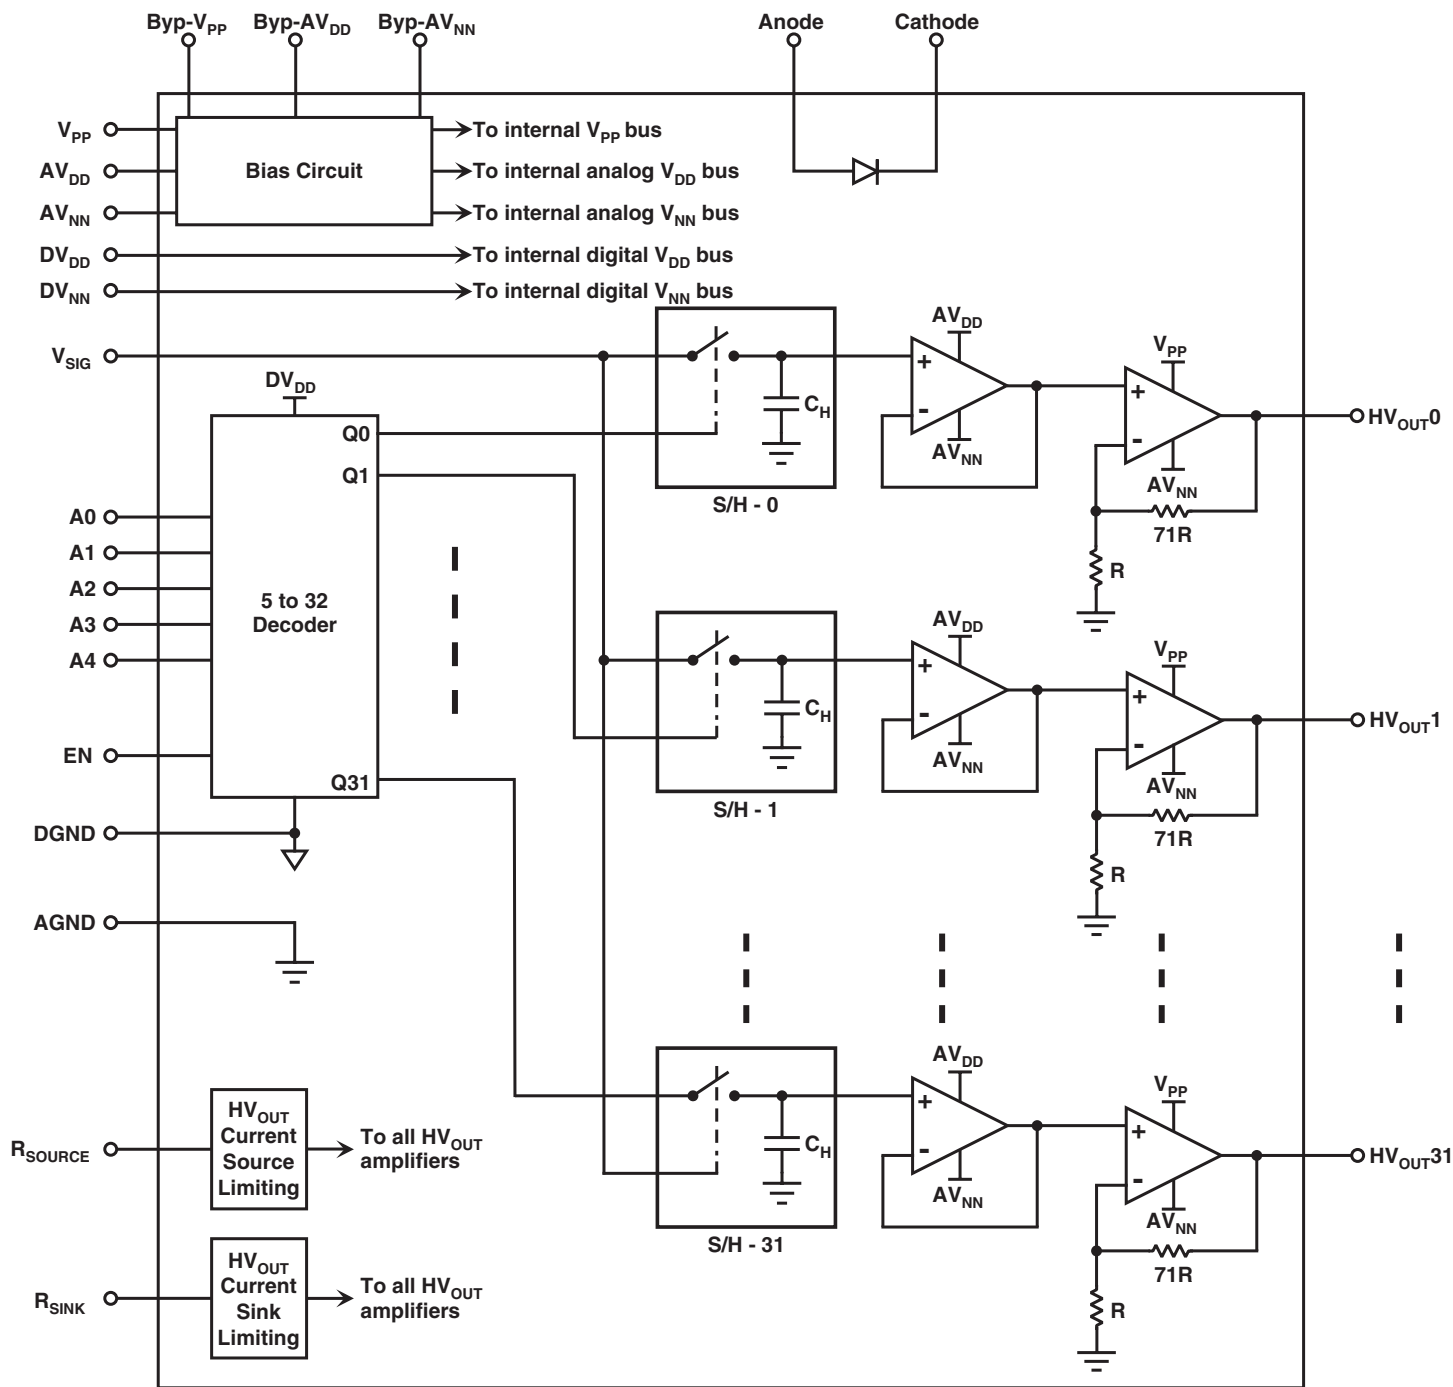 Byp-VPP Byp-AVDD Byp-AVNN Anode Cathode
VPP
AVDD
AVNN
DVDD
DVNN
VSIG
Bias Circuit
To internal VPP bus
To internal analog VDD bus
To internal analog VNN bus
To internal digital VDD bus
To internal digital VNN bus
DVDD
Q0
Q1
Q31
5 to 32
Decoder
A0
A1
A2
A3
A4
EN
DGND
AGND
CH
S/H - 0
AVDD
+
-
AVNN
VPP
+
-
AVNN
71R
R
HVOUT0
CH
S/H - 1
AVDD
+
-
AVNN
VPP
+
-
AVNN
71R
R
HVOUT1
CH
S/H - 31
AVDD
+
-
AVNN
VPP
+
-
AVNN
71R
R
HVOUT31
RSOURCE
HVOUT
Current
Source
Limiting
To all HVOUT
amplifiers
RSINK
HVOUT
Current
Sink
Limiting
To all HVOUT
amplifiers